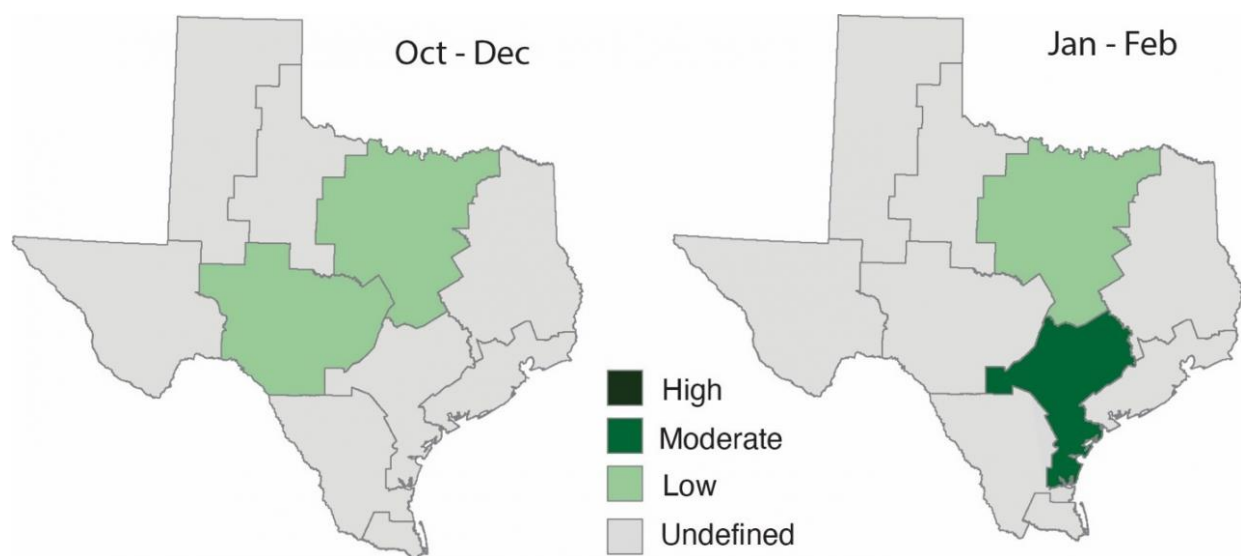 Oct - Dec
Jan - Feb
High
Moderate
Low
Undefined